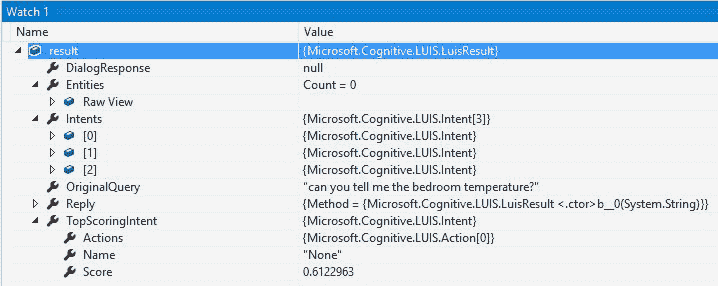 Watch 1
Name Value
result {Microsoft.Cognitive.LUIS.LuisResult}
DialogResponse null
Entities Count = 0
Raw View
Intents {Microsoft.Cognitive.LUIS.Intent[3]}
[0] {Microsoft.Cognitive.LUIS.Intent}
[1] {Microsoft.Cognitive.LUIS.Intent}
[2] {Microsoft.Cognitive.LUIS.Intent}
OriginalQuery "can you tell me the bedroom temperature?"
Reply {Method = {Microsoft.Cognitive.LUIS.LuisResult <.ctor>b__0(System.String)}}
TopScoringIntent {Microsoft.Cognitive.LUIS.Intent}
Actions {Microsoft.Cognitive.LUIS.Action[0]}
Name "None"
Score 0.6122963